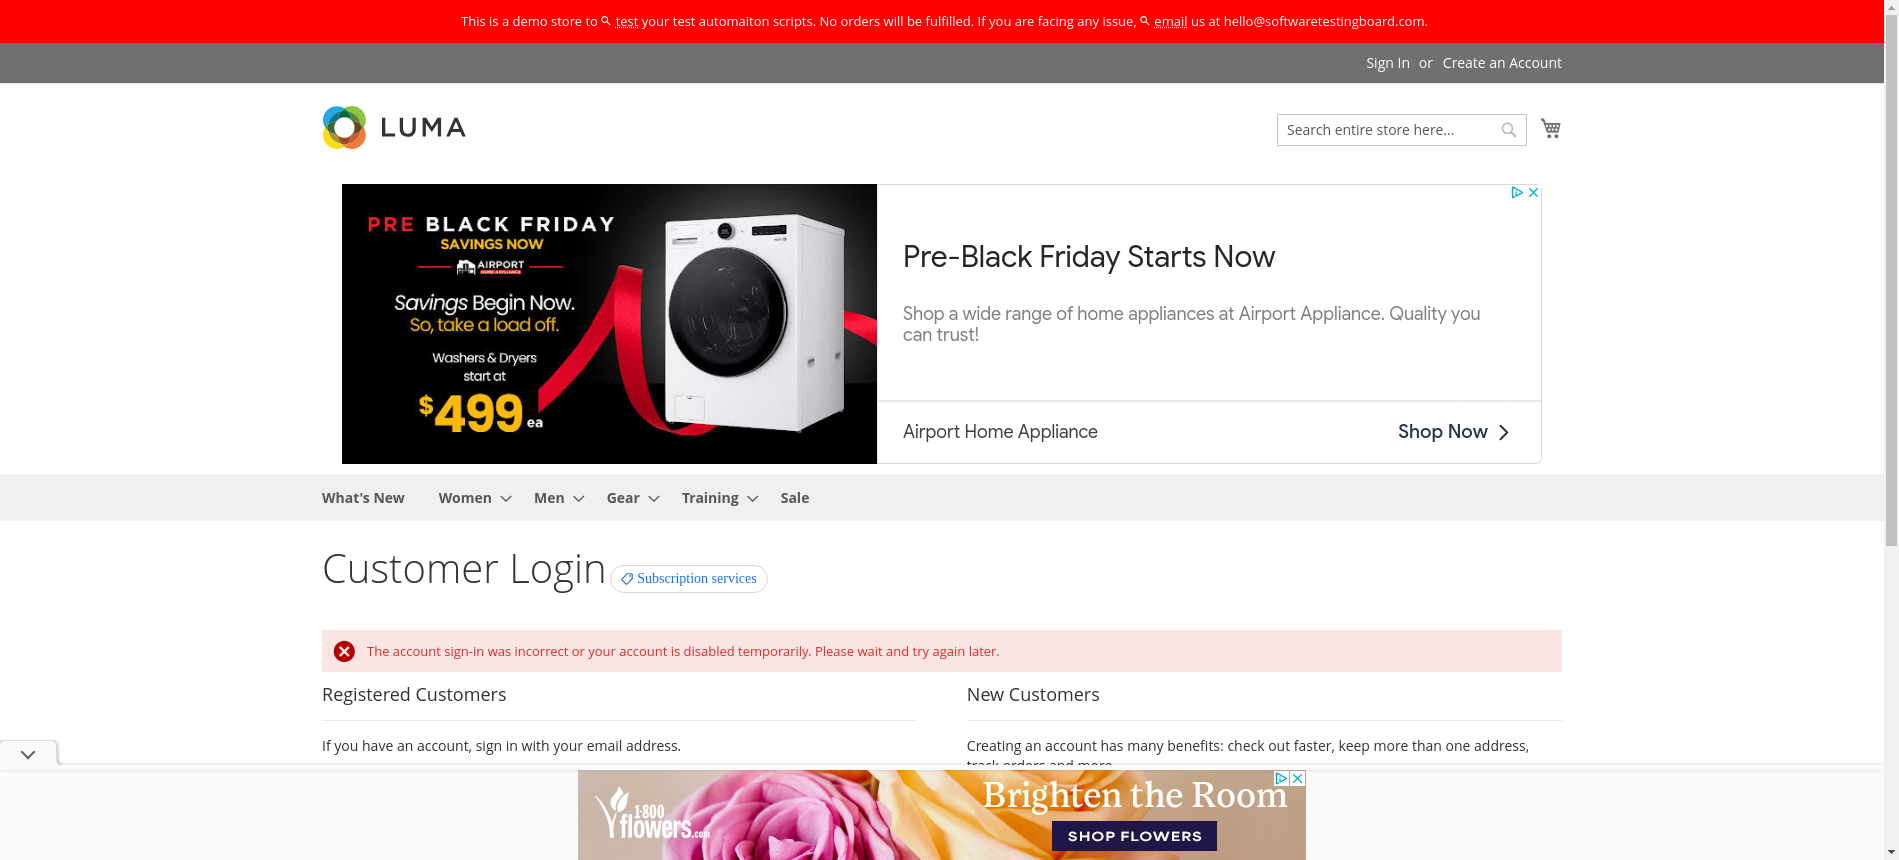 This is a demo store to test your test automaiton scripts. No orders will be fulfilled. If you are facing any issue, email us at hello@softwaretestingboard.com.
Sign In or Create an Account
LUMA
Search entire store here...
PRE BLACK FRIDAY
SAVINGS NOW
AIRPORT
HOME APPLIANCE
Savings Begin Now.
So, take a load off.
Washers & Dryers
start at
$499 ea
Pre-Black Friday Starts Now
Shop a wide range of home appliances at Airport Appliance. Quality you
can trust!
Airport Home Appliance
Shop Now
What's New Women Men Gear Training Sale
Customer Login
Subscription services
The account sign-in was incorrect or your account is disabled temporarily. Please wait and try again later.
Registered Customers
If you have an account, sign in with your email address.
New Customers
Creating an account has many benefits: check out faster, keep more than one address,
track orders and more.
1·800
flowers.com
Brighten the Room
SHOP FLOWERS